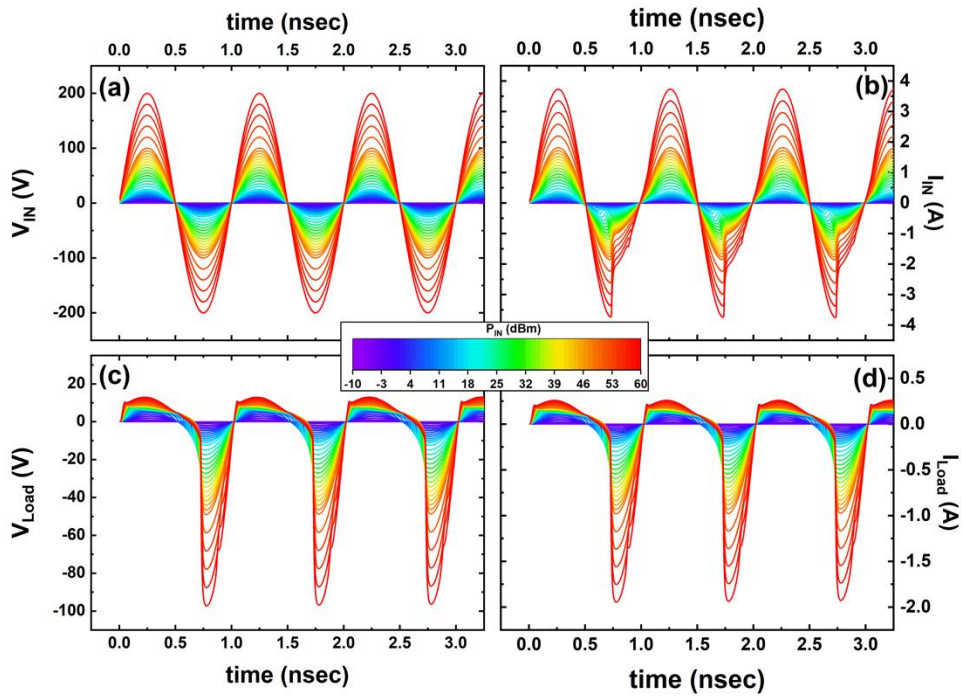 time (nsec) time (nsec)
0.0 0.5 1.0 1.5 2.0 2.5 3.0 0.0 0.5 1.0 1.5 2.0 2.5 3.0
(a) (b)
200
100
0
-100
-200
V_IN (V)
4
3
2
1
0
-1
-2
-3
-4
I_IN (A)
P_IN (dBm)
-10 -3 4 11 18 25 32 39 46 53 60
(c) (d)
20
0
-20
-40
-60
-80
-100
V_Load (V)
0.5
0.0
-0.5
-1.0
-1.5
-2.0
I_Load (A)
0.0 0.5 1.0 1.5 2.0 2.5 3.0 0.0 0.5 1.0 1.5 2.0 2.5 3.0
time (nsec) time (nsec)